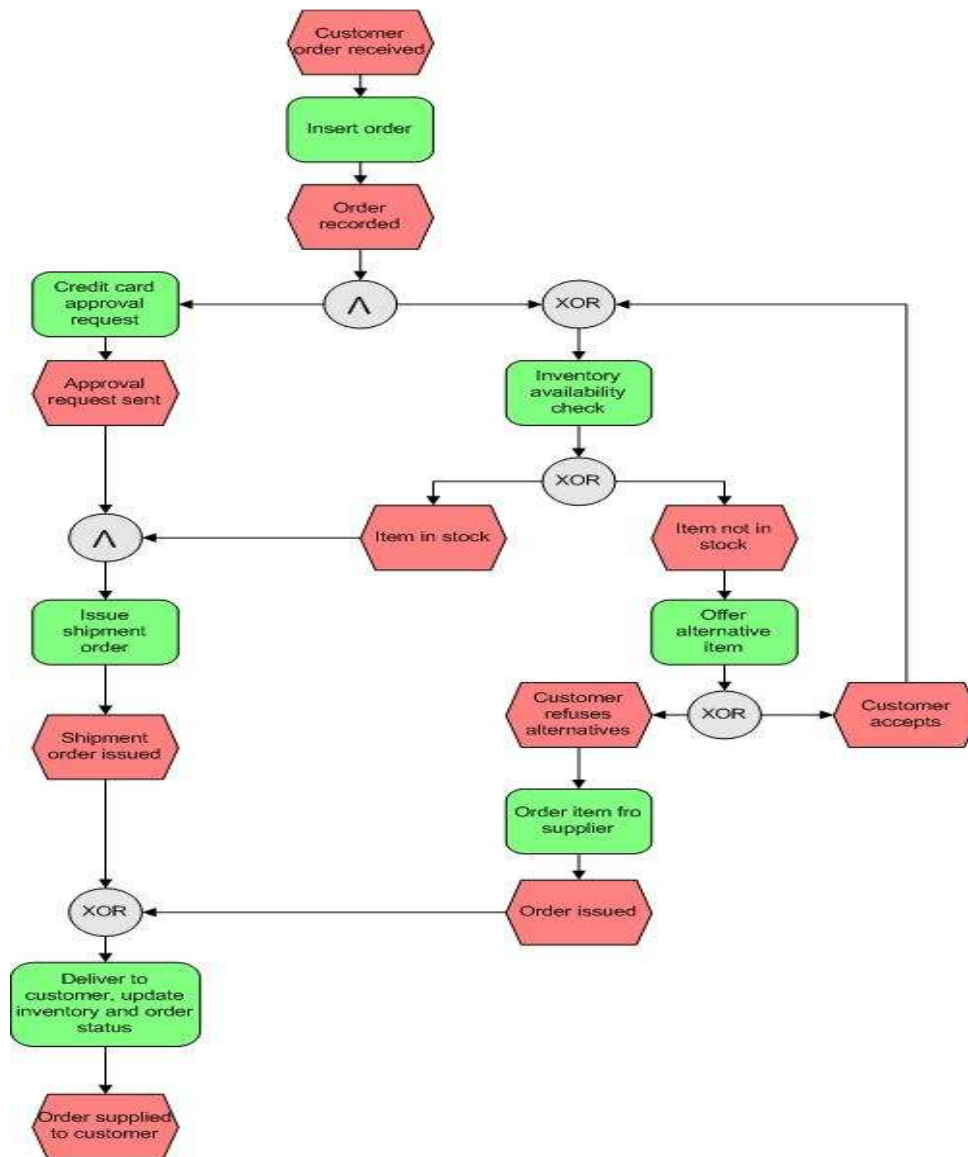 Customer
order received
Insert order
Order
recorded
Credit card
approval
request
∧
XOR
Approval
request sent
Inventory
availability
check
XOR
∧
Item in stock
Item not in
stock
Issue
shipment
order
Offer
alternative
item
Customer
refuses
alternatives
XOR
Customer
accepts
Shipment
order issued
Order item fro
supplier
XOR
Order issued
Deliver to
customer, update
inventory and order
status
Order supplied
to customer